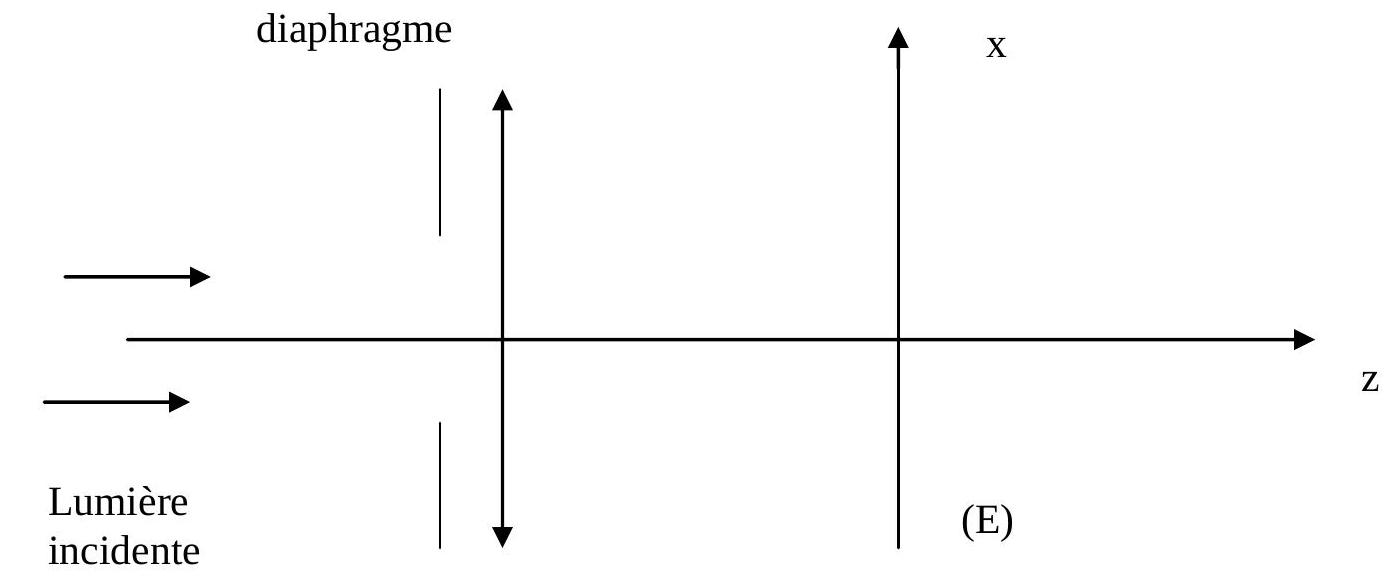 diaphragme
x
z
Lumière
incidente
(E)